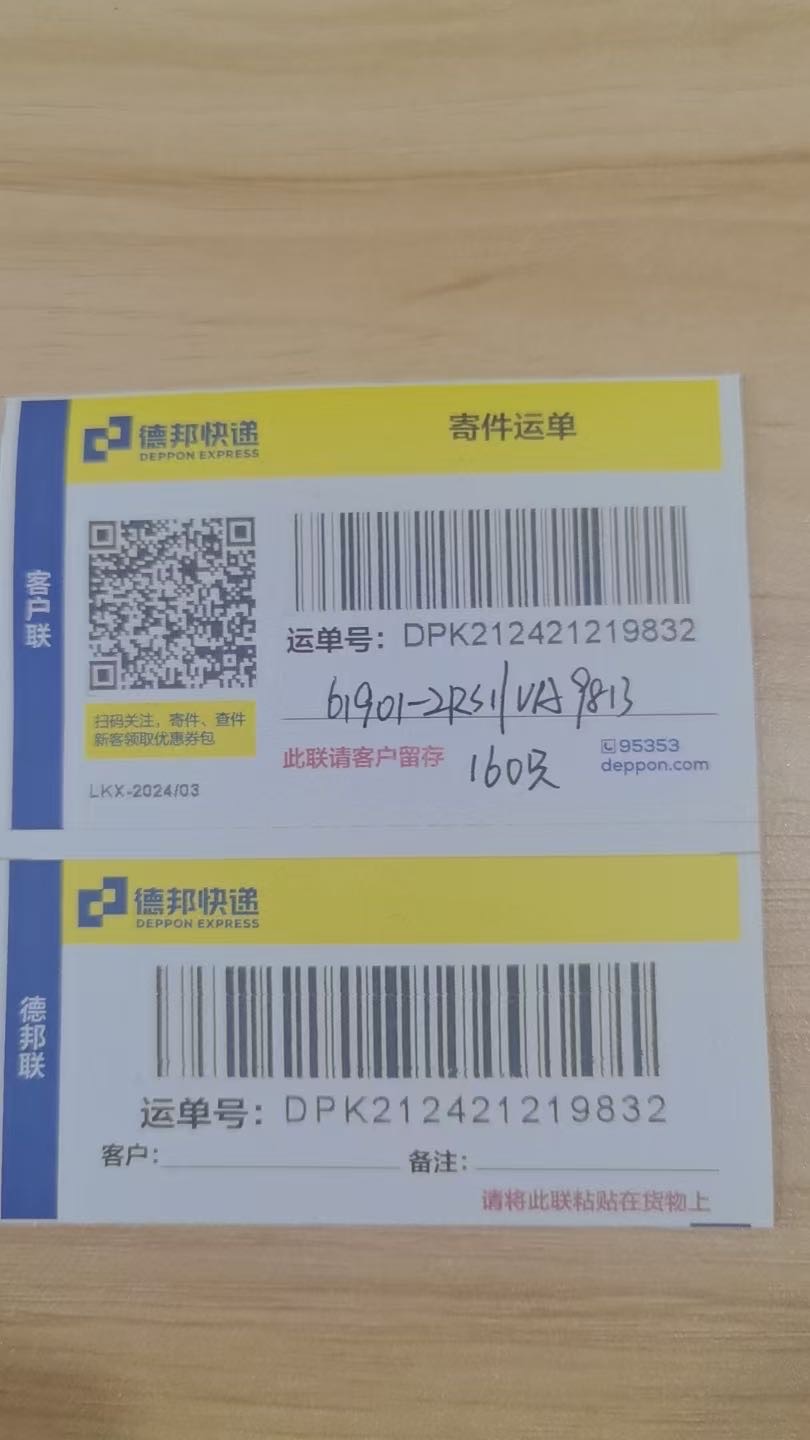 德邦快递
DEPPON EXPRESS
寄件运单
客户联
运单号：DPK212421219832
61901-2RS1/VA9813
扫码关注，寄件、查件
新客领取优惠券包
此联请客户留存
160只
95353
deppon.com
LKX-2024/03
德邦快递
DEPPON EXPRESS
德邦联
运单号：DPK212421219832
客户：
备注：
请将此联粘贴在货物上